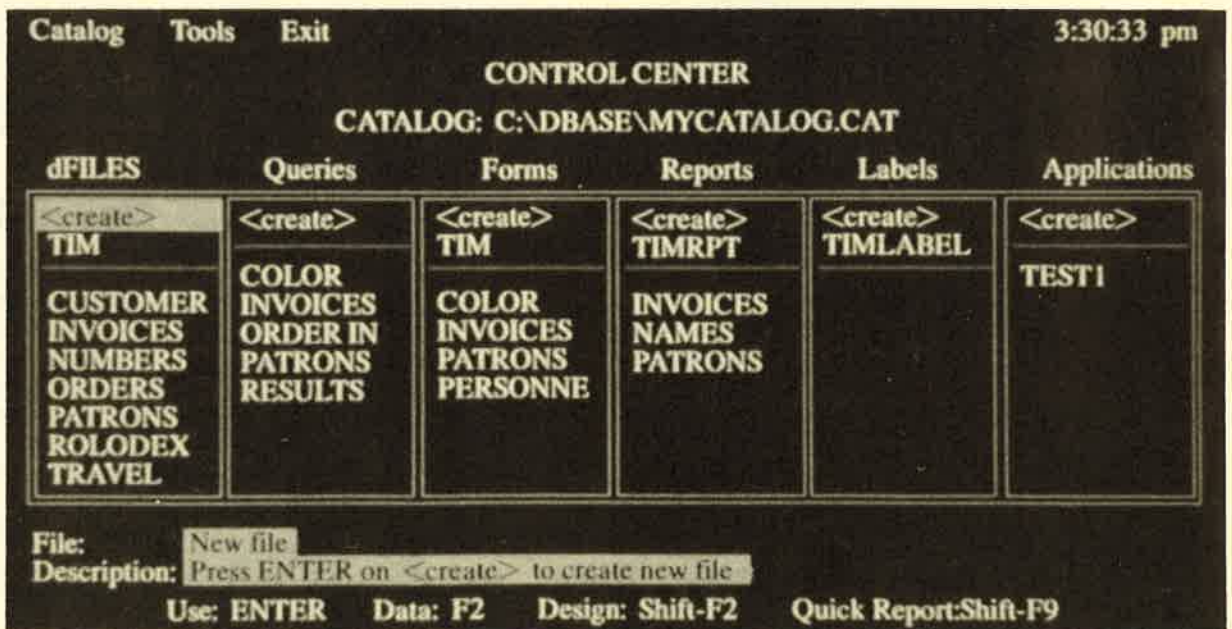 Catalog Tools Exit 3:30:33 pm
CONTROL CENTER
CATALOG: C:\DBASE\MYCATALOG.CAT
dFILES Queries Forms Reports Labels Applications
<create> <create> <create> <create> <create> <create>
TIM TIM TIMRPT TIMLABEL
COLOR TEST1
CUSTOMER INVOICES COLOR INVOICES
INVOICES ORDER IN INVOICES NAMES
NUMBERS PATRONS PATRONS PATRONS
ORDERS RESULTS PERSONNE
PATRONS
ROLODEX
TRAVEL
File: New file
Description: Press ENTER on <create> to create new file
Use: ENTER Data: F2 Design: Shift-F2 Quick Report:Shift-F9